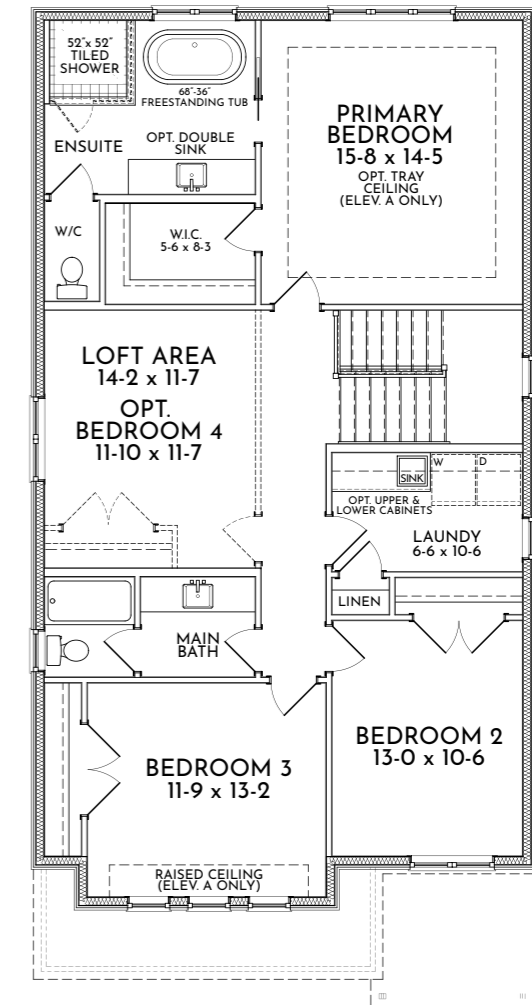 52"x 52"
TILED
SHOWER
68"-36"
FREESTANDING TUB
ENSUITE
OPT. DOUBLE
SINK
PRIMARY
BEDROOM
15-8 x 14-5
OPT. TRAY
CEILING
(ELEV. A ONLY)
W/C
W.I.C.
5-6 x 8-3
LOFT AREA
14-2 x 11-7
OPT.
BEDROOM 4
11-10 x 11-7
SINK
W
D
OPT. UPPER &
LOWER CABINETS
LAUNDY
6-6 x 10-6
LINEN
MAIN
BATH
BEDROOM 2
13-0 x 10-6
BEDROOM 3
11-9 x 13-2
RAISED CEILING
(ELEV. A ONLY)